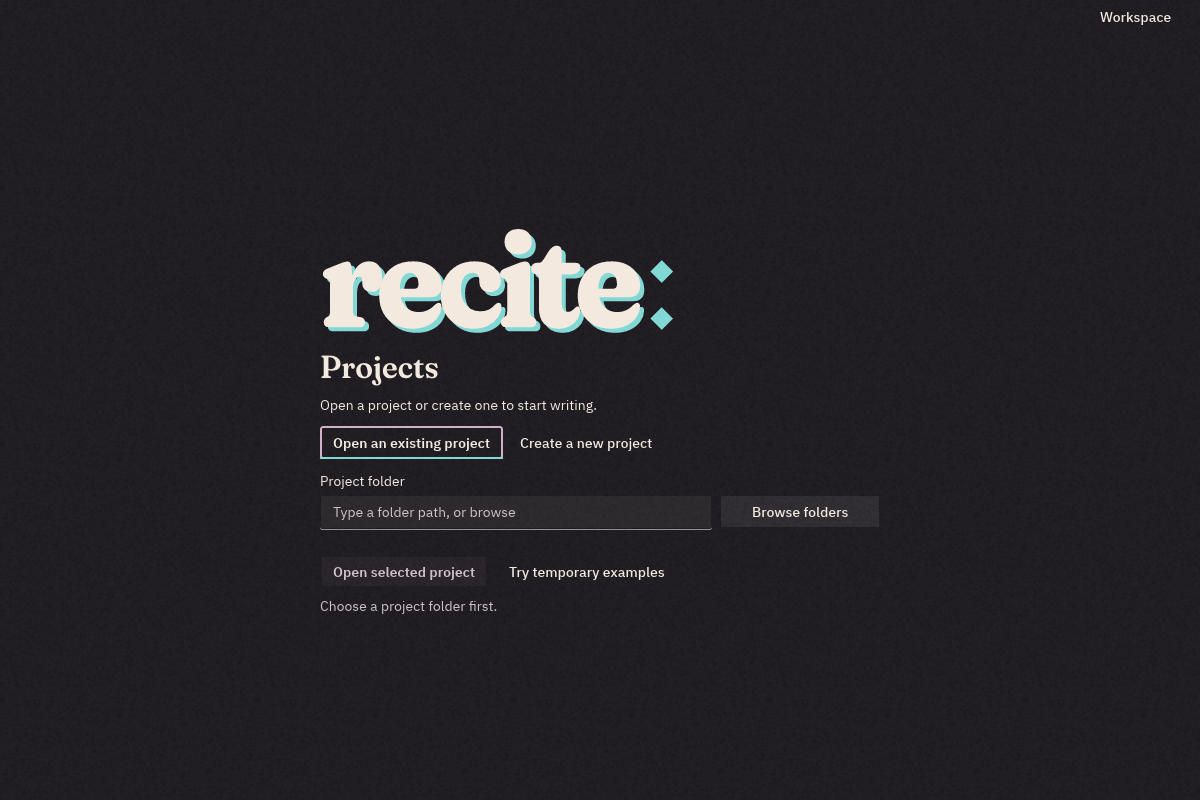 Workspace
recite:
Projects
Open a project or create one to start writing.
Open an existing project Create a new project
Project folder
Type a folder path, or browse Browse folders
Open selected project Try temporary examples
Choose a project folder first.